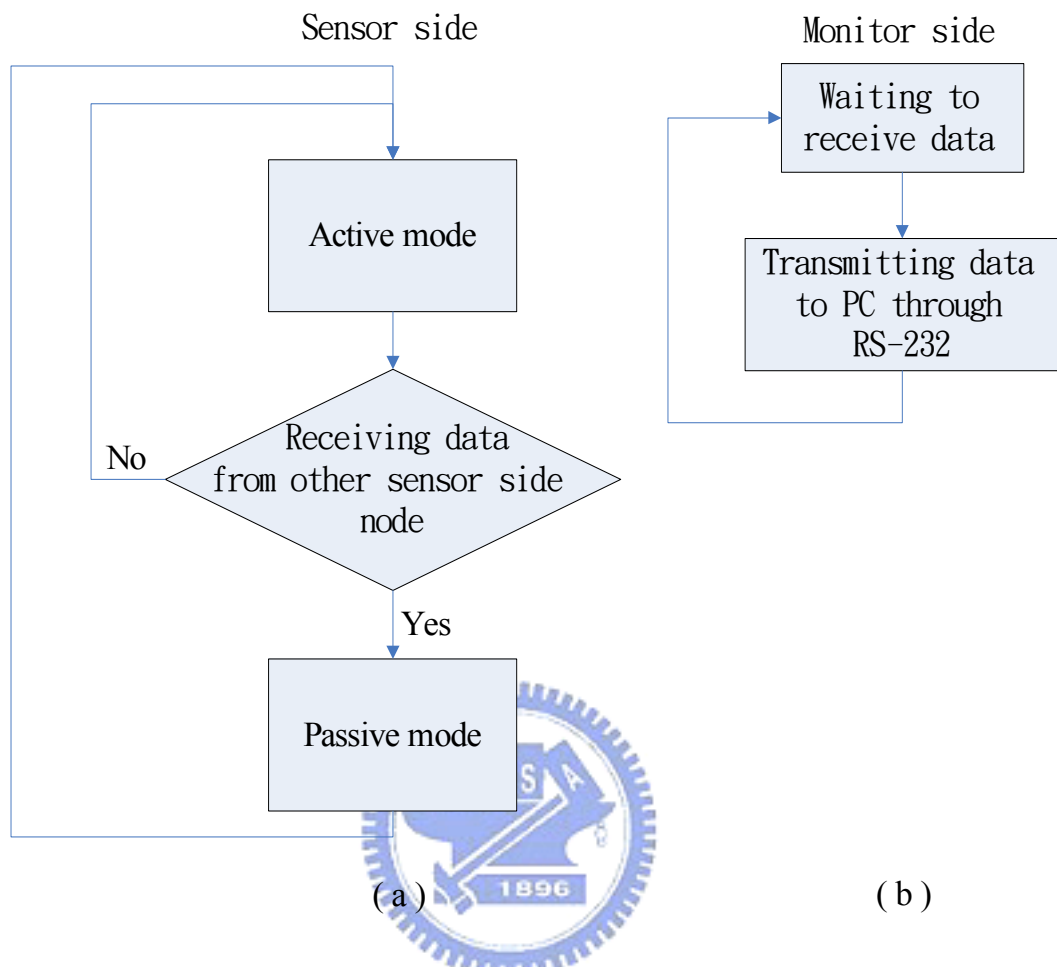 Sensor side
Active mode
Receiving data
from other sensor side
node
No
Yes
Passive mode
( a )
Monitor side
Waiting to
receive data
Transmitting data
to PC through
RS-232
( b )
S A
1896